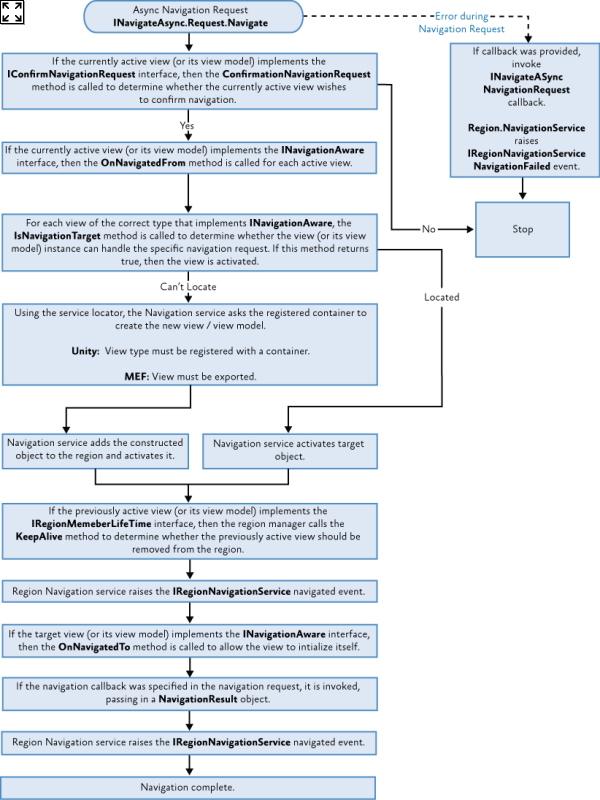 Async Navigation Request
INavigateAsync.Request.Navigate
Error during
Navigation Request
If the currently active view (or its view model) implements the
IConfirmNavigationRequest interface, then the ConfirmationNavigationRequest
method is called to determine whether the currently active view wishes
to confirm navigation.
If callback was provided,
invoke
INavigateASync
NavigationRequest
callback.
Region.NavigationService
raises
IRegionNavigationService
NavigationFailed event.
Yes
If the currently active view (or its view model) implements the INavigationAware
interface, then the OnNavigatedFrom method is called for each active view.
For each view of the correct type that implements INavigationAware, the
IsNavigationTarget method is called to determine whether the view (or its view
model) instance can handle the specific navigation request. If this method returns
true, then the view is activated.
No
Stop
Can't Locate
Located
Using the service locator, the Navigation service asks the registered container to
create the new view / view model.
Unity: View type must be registered with a container.
MEF: View must be exported.
Navigation service adds the constructed
object to the region and activates it.
Navigation service activates target
object.
If the previously active view (or its view model) implements the
IRegionMemeberLifeTime interface, then the region manager calls the
KeepAlive method to determine whether the previously active view should be
removed from the region.
Region Navigation service raises the IRegionNavigationService navigated event.
If the target view (or its view model) implements the INavigationAware interface,
then the OnNavigatedTo method is called to allow the view to intialize itself.
If the navigation callback was specified in the navigation request, it is invoked,
passing in a NavigationResult object.
Region Navigation service raises the IRegionNavigationService navigated event.
Navigation complete.